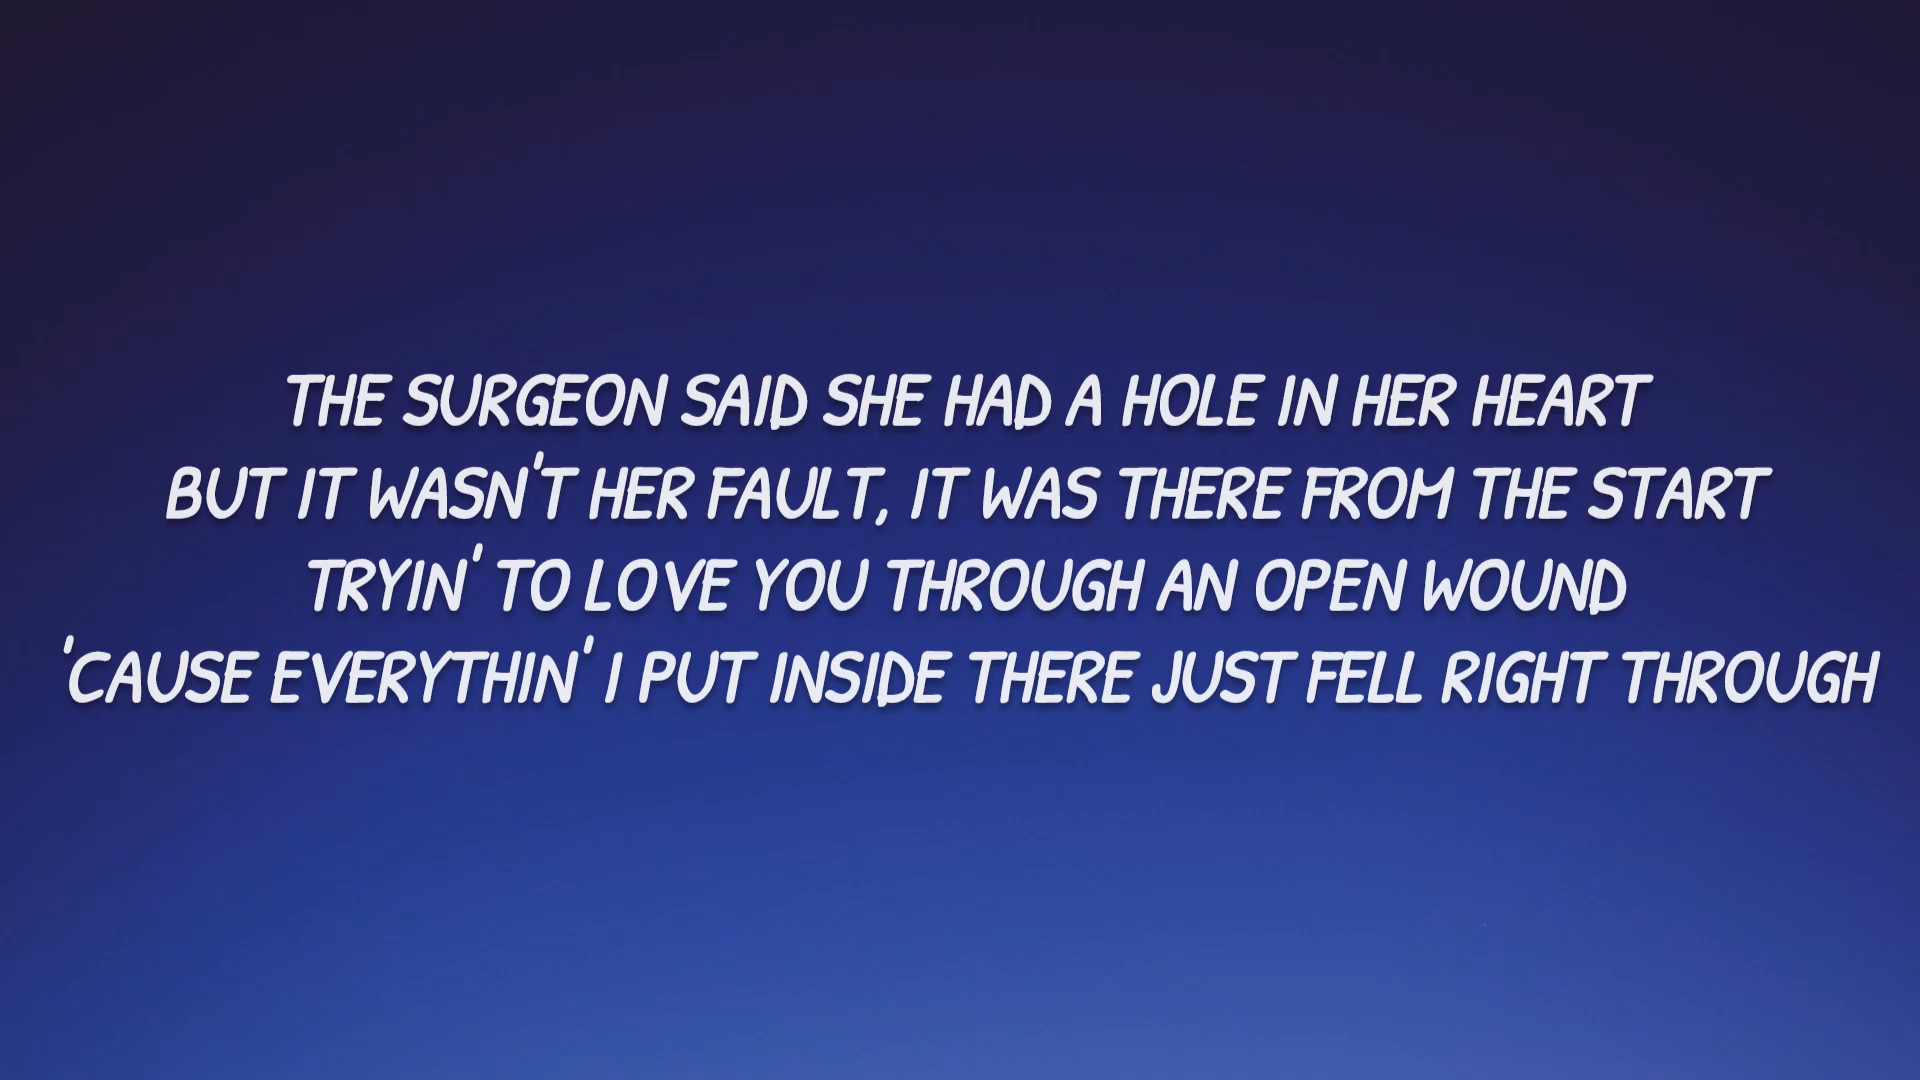 THE SURGEON SAID SHE HAD A HOLE IN HER HEART
BUT IT WASN'T HER FAULT, IT WAS THERE FROM THE START
TRYIN' TO LOVE YOU THROUGH AN OPEN WOUND
'CAUSE EVERYTHIN' I PUT INSIDE THERE JUST FELL RIGHT THROUGH